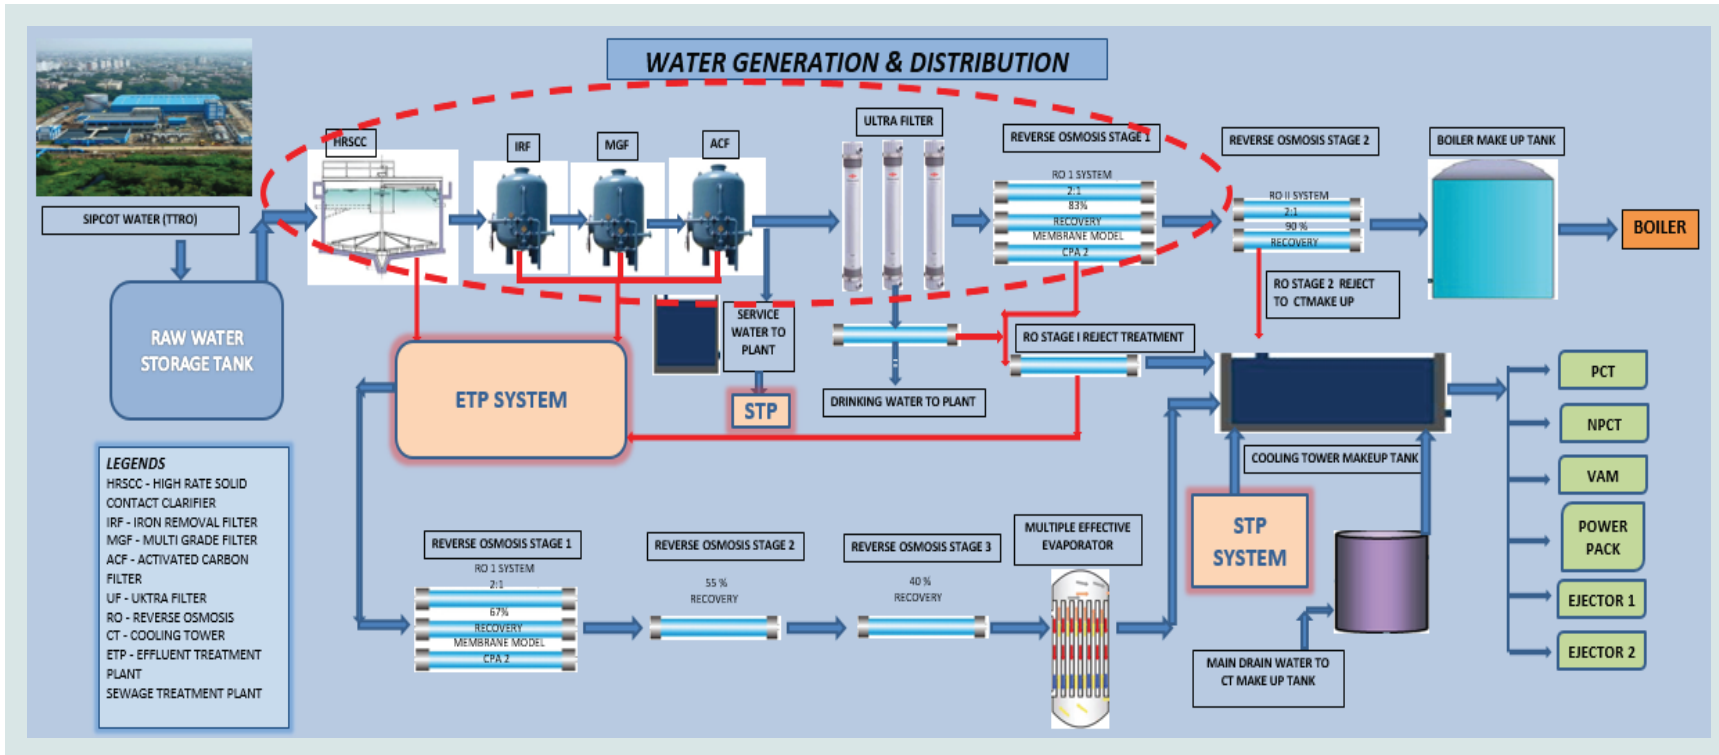 WATER GENERATION & DISTRIBUTION
HRSCC
IRF
MGF
ACF
ULTRA FILTER
REVERSE OSMOSIS STAGE 1
REVERSE OSMOSIS STAGE 2
BOILER MAKE UP TANK
RO 1 SYSTEM
2:1
83%
RECOVERY
MEMBRANE MODEL
CPA 2
RO II SYSTEM
2:1
90 %
RECOVERY
SIPCOT WATER (TTRO)
BOILER
RAW WATER
STORAGE TANK
SERVICE
WATER TO
PLANT
RO STAGE 2 REJECT
TO CTMAKE UP
RO STAGE I REJECT TREATMENT
ETP SYSTEM
STP
DRINKING WATER TO PLANT
COOLING TOWER MAKEUP TANK
PCT
NPCT
VAM
POWER
PACK
EJECTOR 1
EJECTOR 2
LEGENDS
HRSCC - HIGH RATE SOLID
CONTACT CLARIFIER
IRF - IRON REMOVAL FILTER
MGF - MULTI GRADE FILTER
ACF - ACTIVATED CARBON
FILTER
UF - UKTRA FILTER
RO - REVERSE OSMOSIS
CT - COOLING TOWER
ETP - EFFLUENT TREATMENT
PLANT
SEWAGE TREATMENT PLANT
REVERSE OSMOSIS STAGE 1
RO 1 SYSTEM
2:1
67%
RECOVERY
MEMBRANE MODEL
CPA 2
REVERSE OSMOSIS STAGE 2
55 %
RECOVERY
REVERSE OSMOSIS STAGE 3
40 %
RECOVERY
MULTIPLE EFFECTIVE
EVAPORATOR
STP
SYSTEM
MAIN DRAIN WATER TO
CT MAKE UP TANK